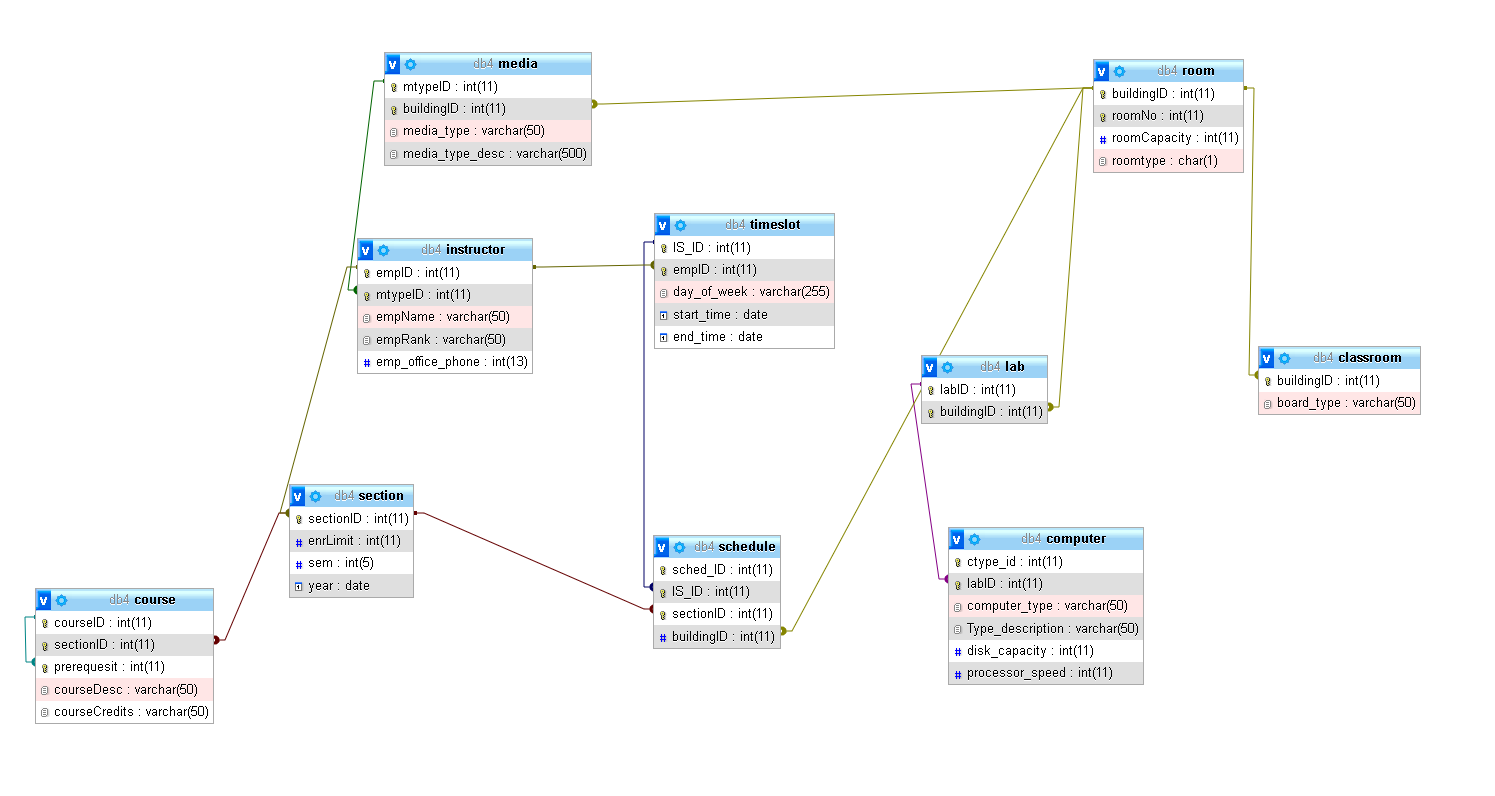 v db4 media
mtypeID : int(11)
buildingID : int(11)
media_type : varchar(50)
media_type_desc : varchar(500)
v db4 room
buildingID : int(11)
roomNo : int(11)
roomCapacity : int(11)
roomtype : char(1)
v db4 instructor
empID : int(11)
mtypeID : int(11)
empName : varchar(50)
empRank : varchar(50)
emp_office_phone : int(13)
v db4 timeslot
IS_ID : int(11)
empID : int(11)
day_of_week : varchar(255)
start_time : date
end_time : date
v db4 lab
labID : int(11)
buildingID : int(11)
v db4 classroom
buildingID : int(11)
board_type : varchar(50)
v db4 section
sectionID : int(11)
enrLimit : int(11)
sem : int(5)
year : date
v db4 schedule
sched_ID : int(11)
IS_ID : int(11)
sectionID : int(11)
buildingID : int(11)
v db4 computer
ctype_id : int(11)
labID : int(11)
computer_type : varchar(50)
Type_description : varchar(50)
disk_capacity : int(11)
processor_speed : int(11)
v db4 course
courseID : int(11)
sectionID : int(11)
prerequesit : int(11)
courseDesc : varchar(50)
courseCredits : varchar(50)